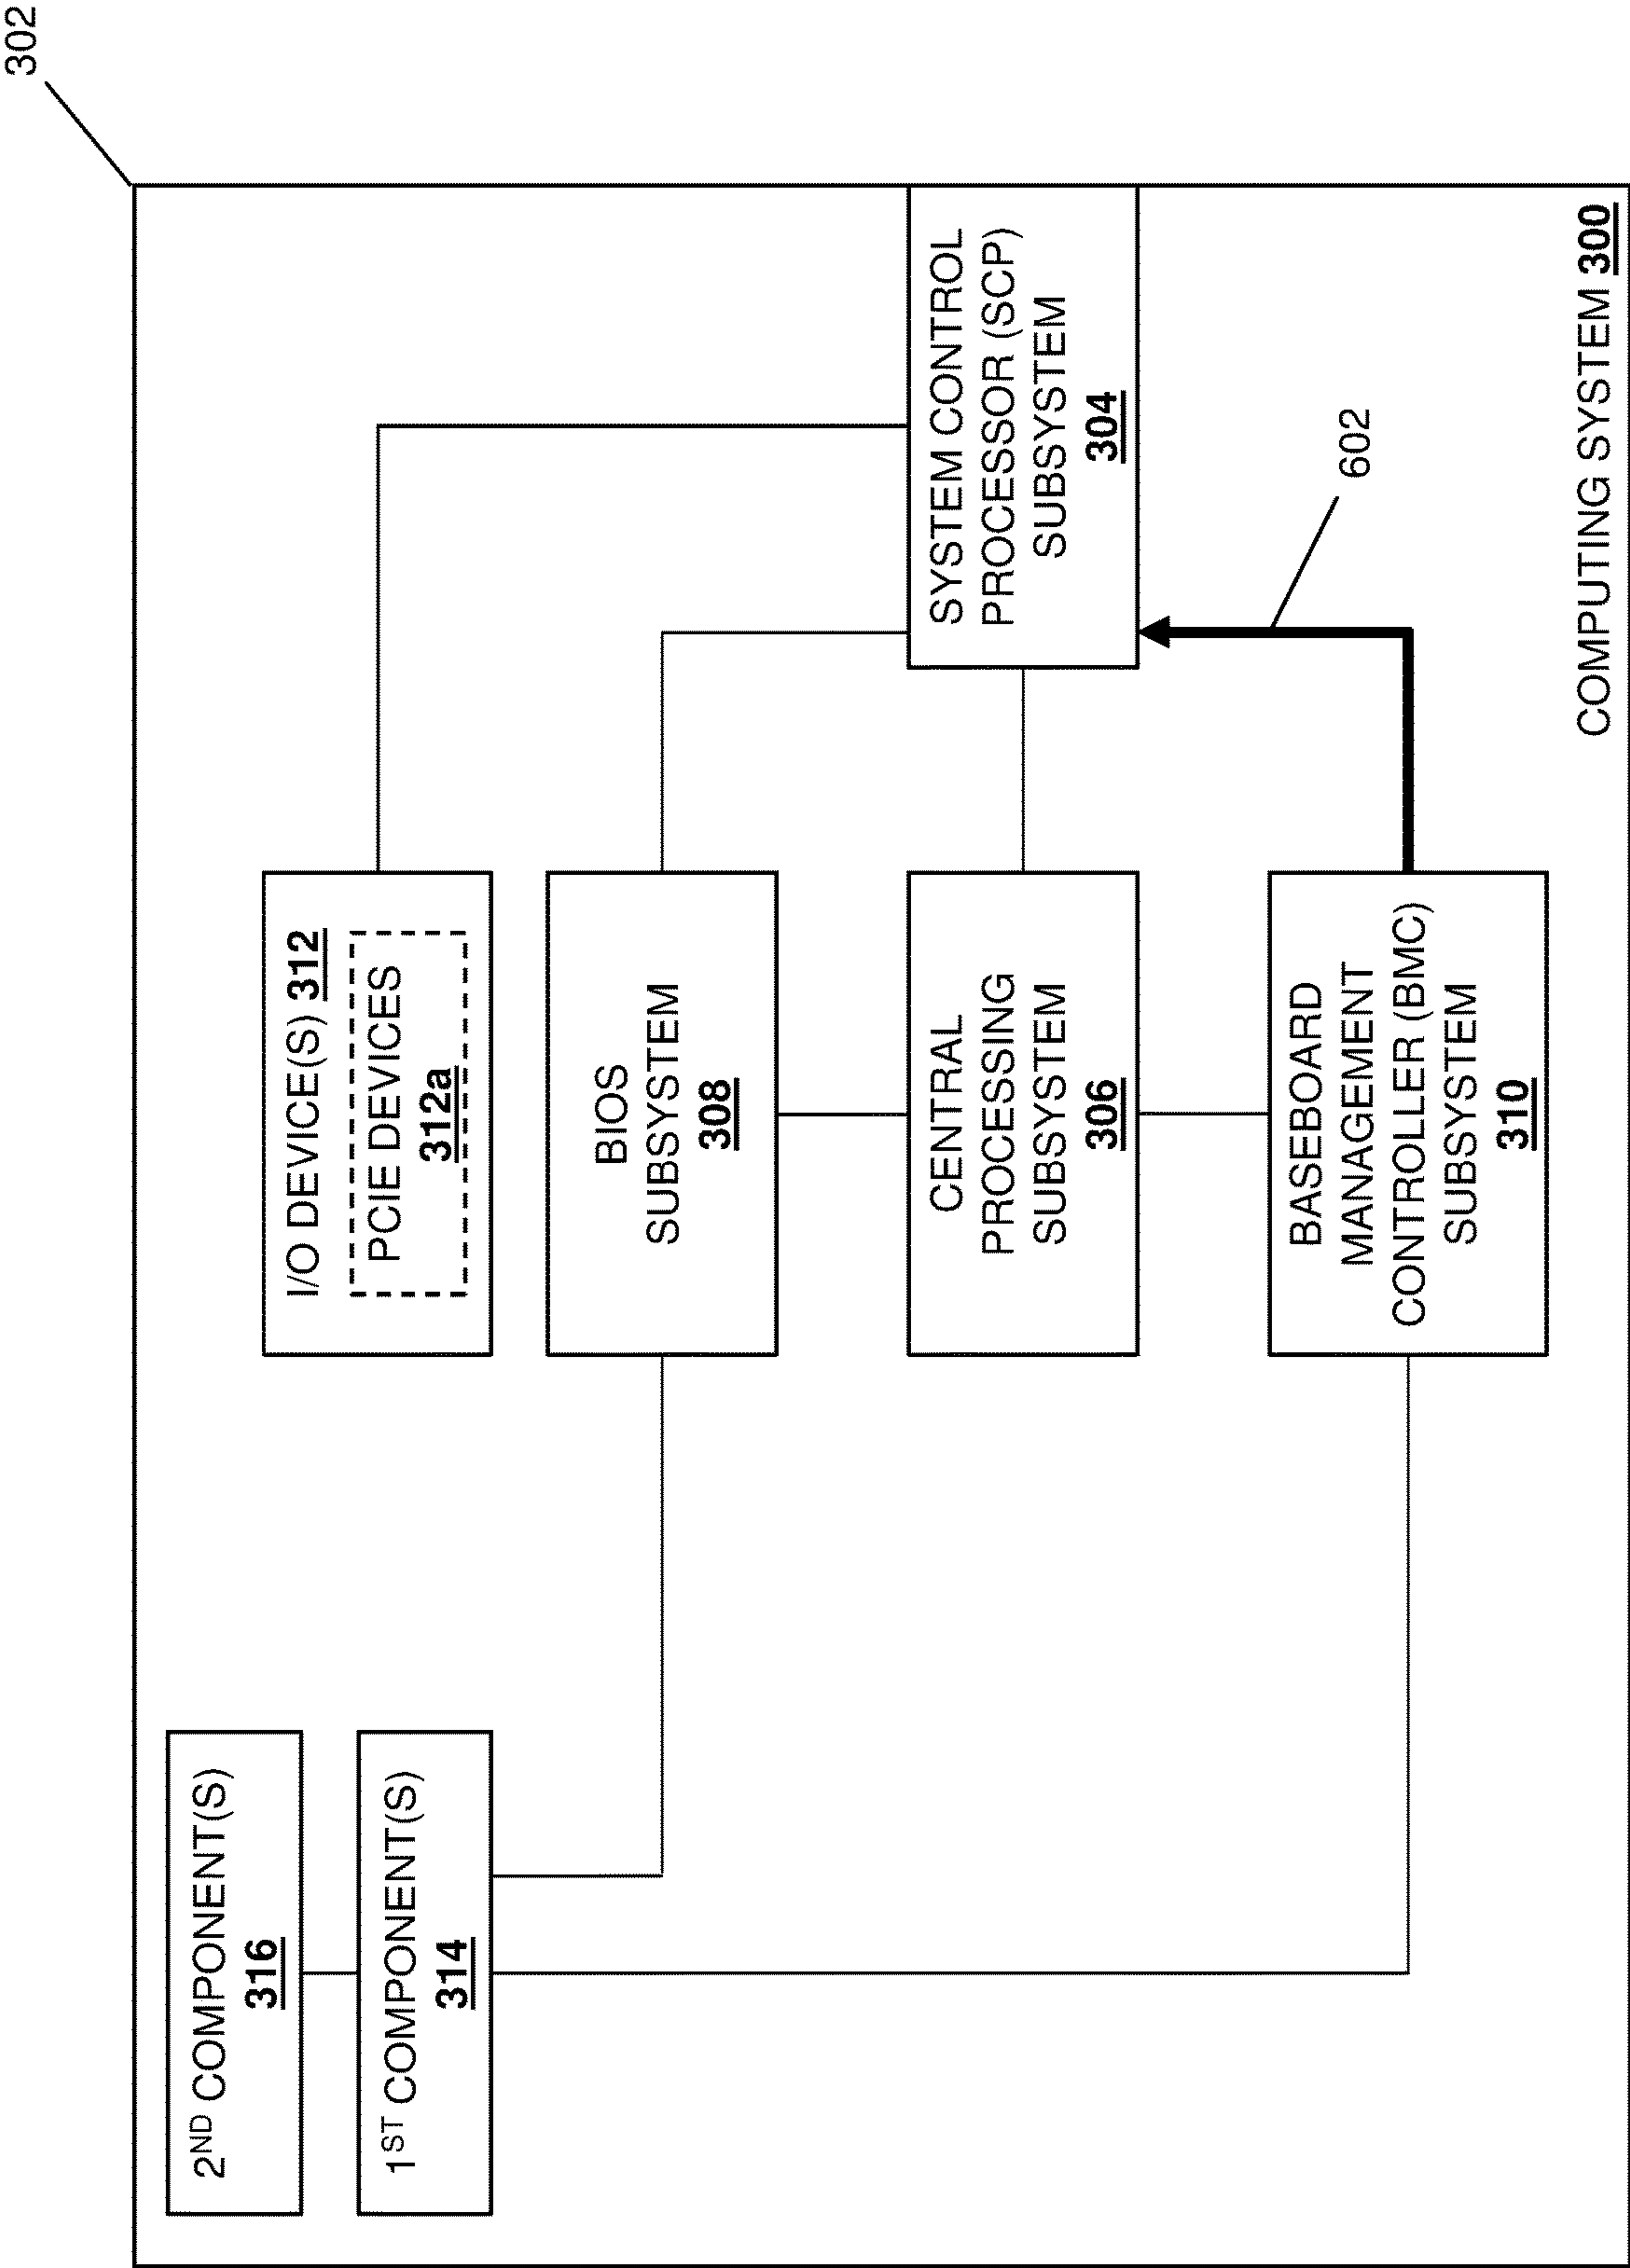 302
2ND COMPONENT(S)
316
1ST COMPONENT(S)
314
I/O DEVICE(S) 312
PCIE DEVICES
312a
BIOS
SUBSYSTEM
308
CENTRAL
PROCESSING
SUBSYSTEM
306
BASEBOARD
MANAGEMENT
CONTROLLER (BMC)
SUBSYSTEM
310
SYSTEM CONTROL
PROCESSOR (SCP)
SUBSYSTEM
304
602
COMPUTING SYSTEM 300